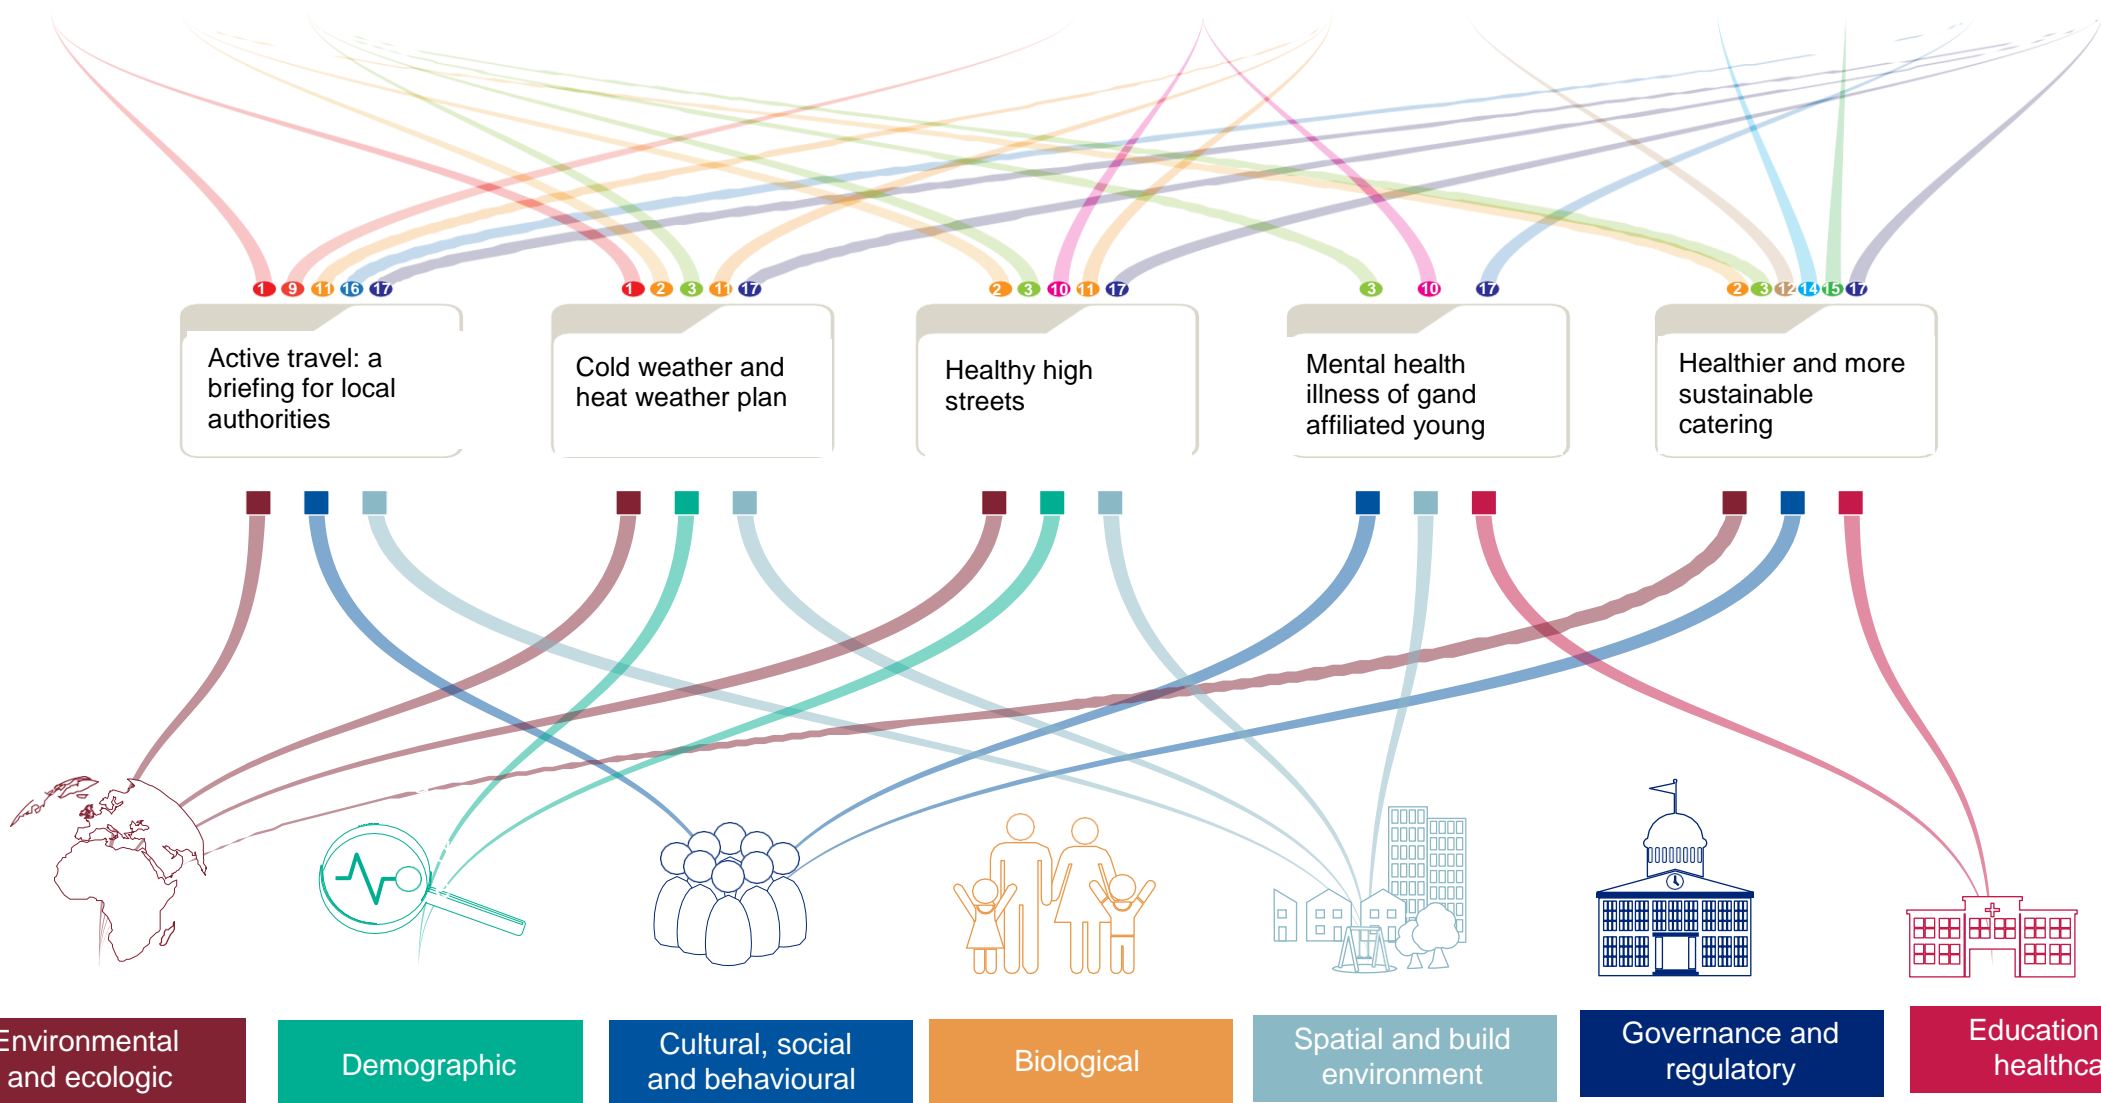 1 9 11 16 17
1 2 3 11 17
2 3 10 11 17
3 10 17
2 3 12 14 15 17
Active travel: a
briefing for local
authorities
Cold weather and
heat weather plan
Healthy high
streets
Mental health
illness of gand
affiliated young
Healthier and more
sustainable
catering
Environmental
and ecologic
Demographic
Cultural, social
and behavioural
Biological
Spatial and build
environment
Governance and
regulatory
Education
healthca